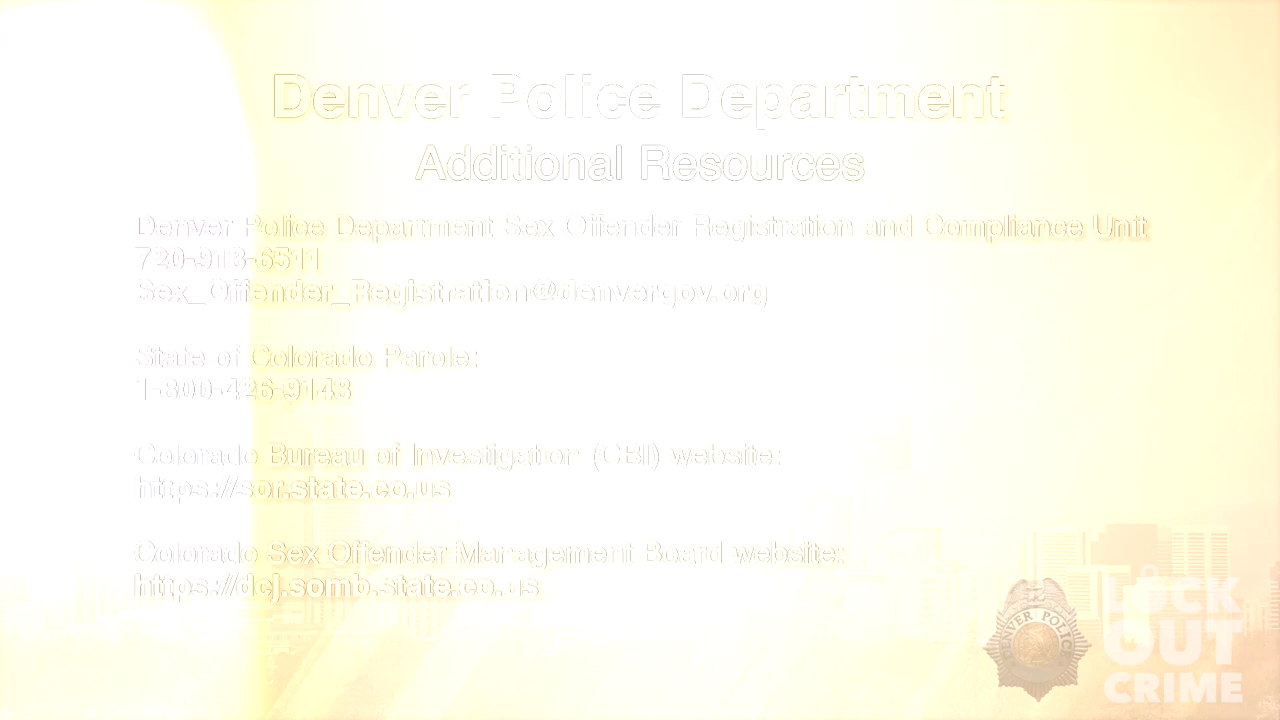 Denver Police Department
Additional Resources
Denver Police Department Sex Offender Registration and Compliance Unit
720-913-6511
Sex_Offender_Registration@denvergov.org
State of Colorado Parole:
1-800-426-9143
Colorado Bureau of Investigation (CBI) website:
https://sor.state.co.us
Colorado Sex Offender Management Board website:
https://dcj.somb.state.co.us
DENVER POLICE
LOCK
OUT
CRIME